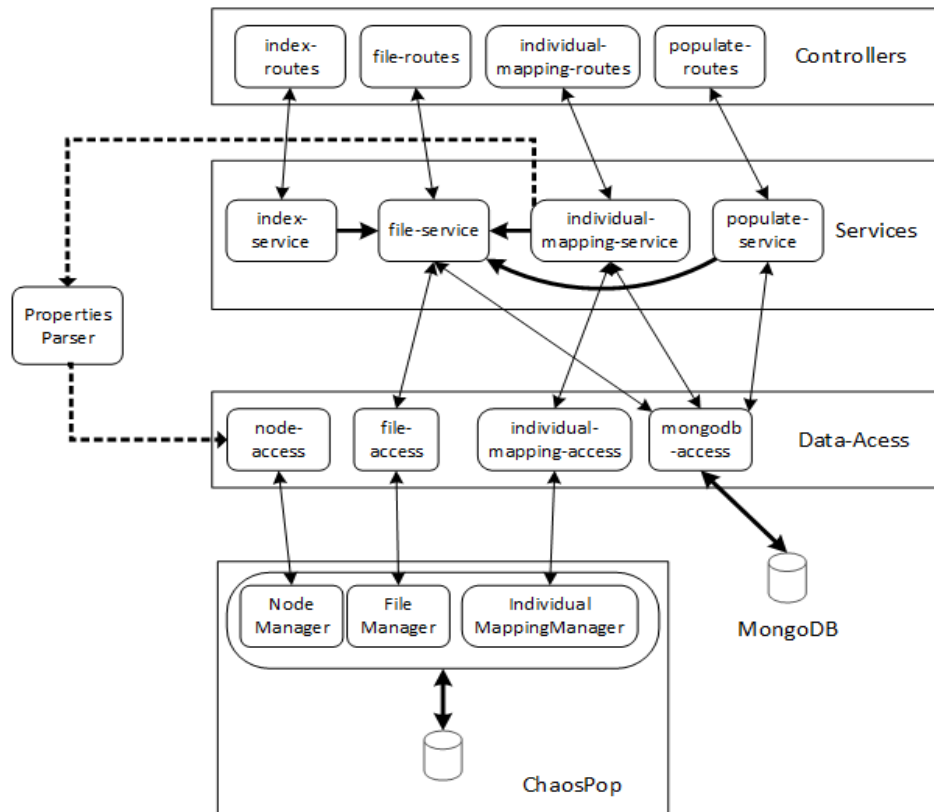 index-
routes
file-routes
individual-
mapping-routes
populate-
routes
Controllers
index-
service
file-service
individual-
mapping-service
populate-
service
Services
Properties
Parser
node-
access
file-
access
individual-
mapping-access
mongodb
-access
Data-Acess
Node
Manager
File
Manager
Individual
MappingManager
MongoDB
ChaosPop